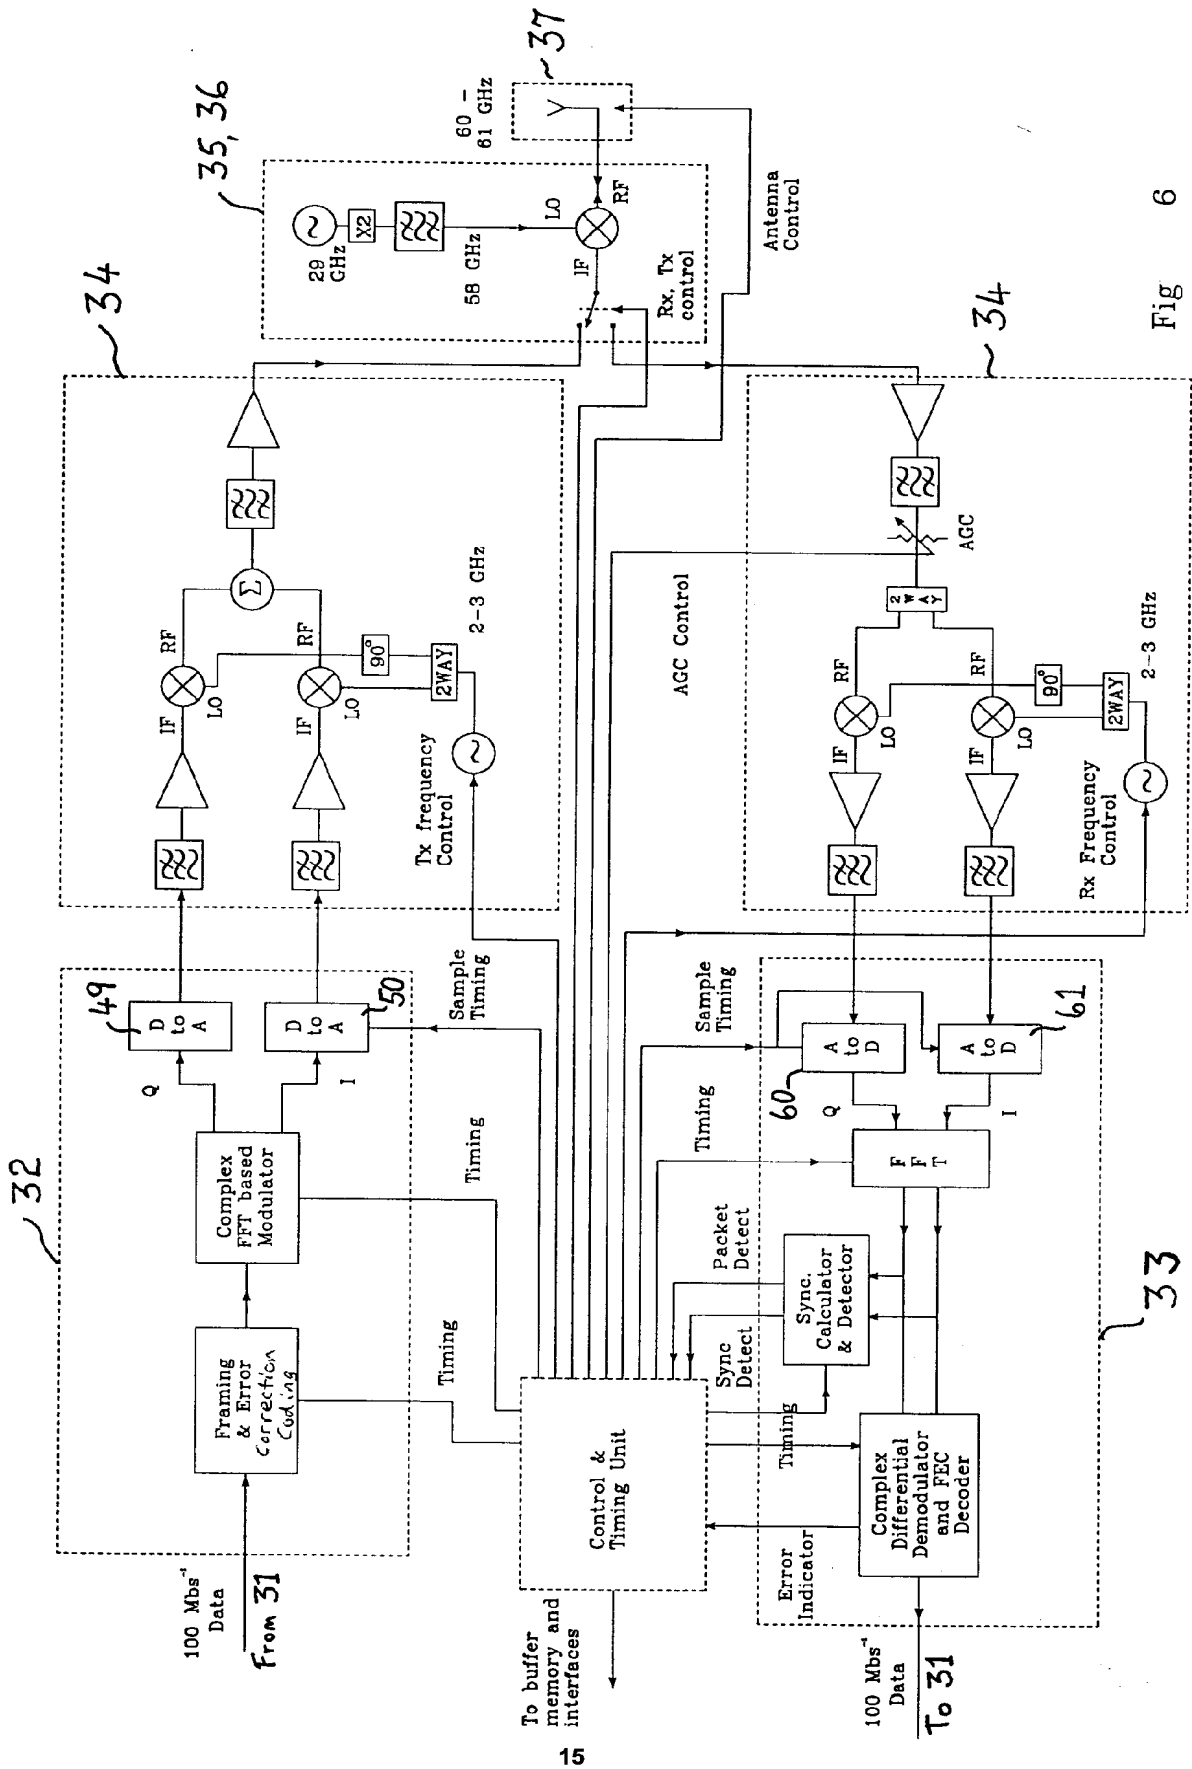 32
34
35, 36
37
100 Mbs⁻¹
Data
From 31
Framing
& Error
Correction
Coding
Complex
FFT based
Modulator
Q
I
49
D
to
A
50
D
to
A
Timing
Timing
Sample
Timing
IF
RF
LO
IF
RF
LO
Σ
90°
2WAY
2-3 GHz
Tx frequency
Control
29
GHz
X2
58 GHz
LO
IF
RF
Rx, Tx
control
60 -
61 GHz
Antenna
Control
To buffer
memory and
interfaces
Control &
Timing Unit
Sync
Detect
Packet
Detect
Timing
Sample
Timing
AGC Control
Error
Indicator
Timing
100 Mbs⁻¹
Data
To 31
Complex
Differential
Demodulator
and FEC
Decoder
Sync.
Calculator
& Detector
F
F
T
Q
I
60
A
to
D
61
A
to
D
33
IF
RF
LO
IF
RF
LO
2
W
A
Y
AGC
90°
2WAY
2-3 GHz
Rx Frequency
Control
34
Fig 6
15